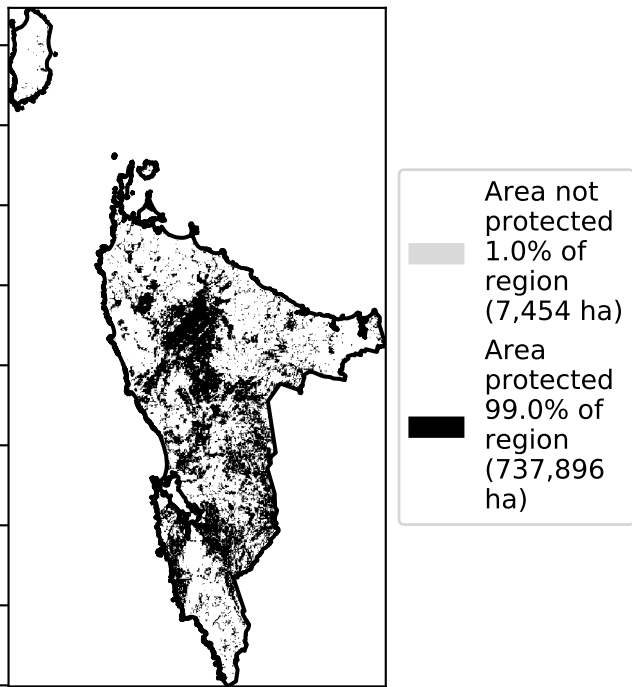 Area not
protected
1.0% of
region
(7,454 ha)
Area
protected
99.0% of
region
(737,896
ha)